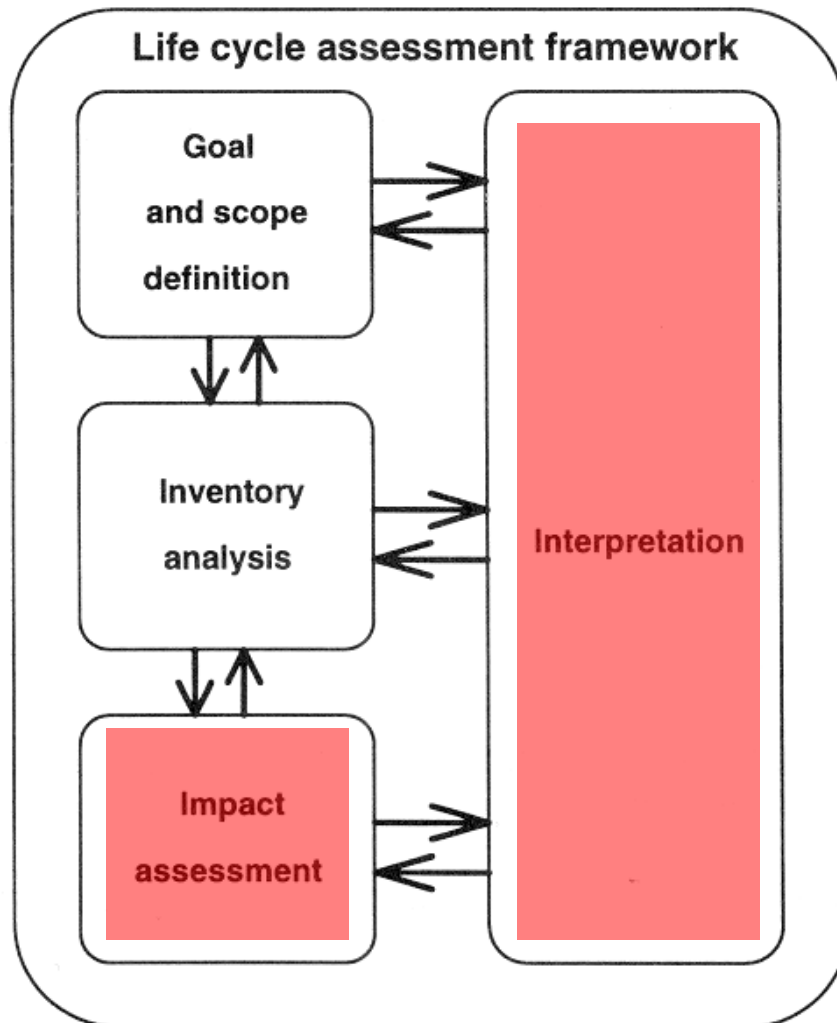 Life cycle assessment framework
Goal
and scope
definition
Inventory
analysis
Interpretation
Impact
assessment